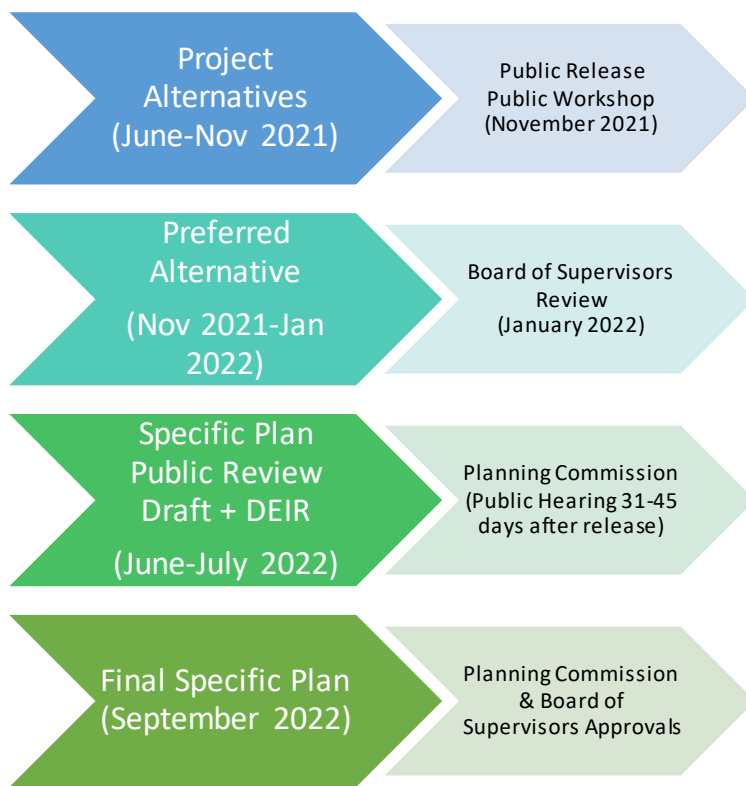 Project
Alternatives
(June-Nov 2021)
Public Release
Public Workshop
(November 2021)
Preferred
Alternative
(Nov 2021-Jan
2022)
Board of Supervisors
Review
(January 2022)
Specific Plan
Public Review
Draft + DEIR
(June-July 2022)
Planning Commission
(Public Hearing 31-45
days after release)
Final Specific Plan
(September 2022)
Planning Commission
& Board of
Supervisors Approvals